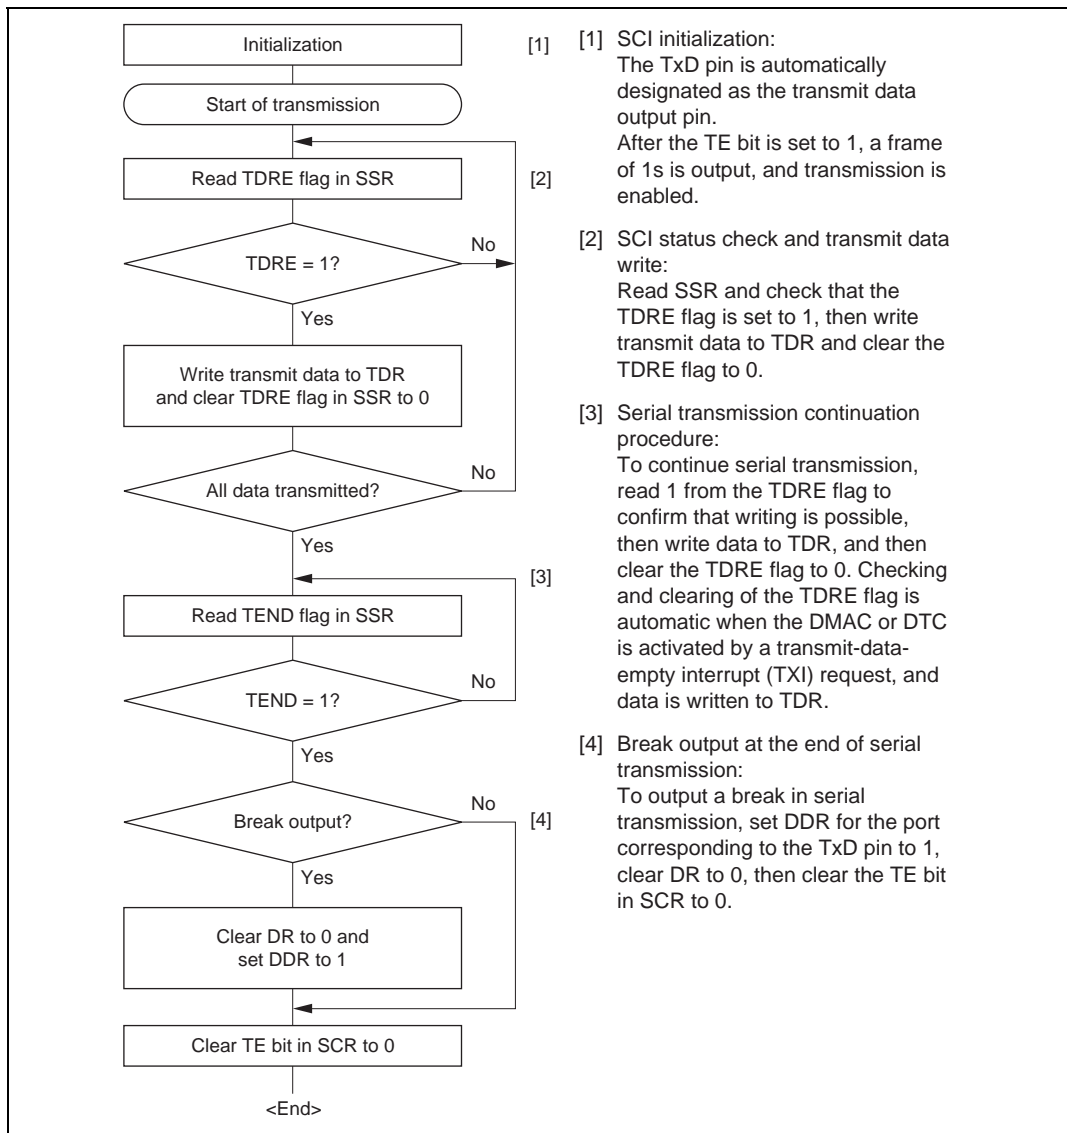 Initialization
[1]
Start of transmission
Read TDRE flag in SSR
[2]
TDRE = 1?
No
Yes
Write transmit data to TDR
and clear TDRE flag in SSR to 0
All data transmitted?
No
Yes
[3]
Read TEND flag in SSR
TEND = 1?
No
Yes
Break output?
No
[4]
Yes
Clear DR to 0 and
set DDR to 1
Clear TE bit in SCR to 0
<End>
[1] SCI initialization:
The TxD pin is automatically
designated as the transmit data
output pin.
After the TE bit is set to 1, a frame
of 1s is output, and transmission is
enabled.
[2] SCI status check and transmit data
write:
Read SSR and check that the
TDRE flag is set to 1, then write
transmit data to TDR and clear the
TDRE flag to 0.
[3] Serial transmission continuation
procedure:
To continue serial transmission,
read 1 from the TDRE flag to
confirm that writing is possible,
then write data to TDR, and then
clear the TDRE flag to 0. Checking
and clearing of the TDRE flag is
automatic when the DMAC or DTC
is activated by a transmit-data-
empty interrupt (TXI) request, and
data is written to TDR.
[4] Break output at the end of serial
transmission:
To output a break in serial
transmission, set DDR for the port
corresponding to the TxD pin to 1,
clear DR to 0, then clear the TE bit
in SCR to 0.